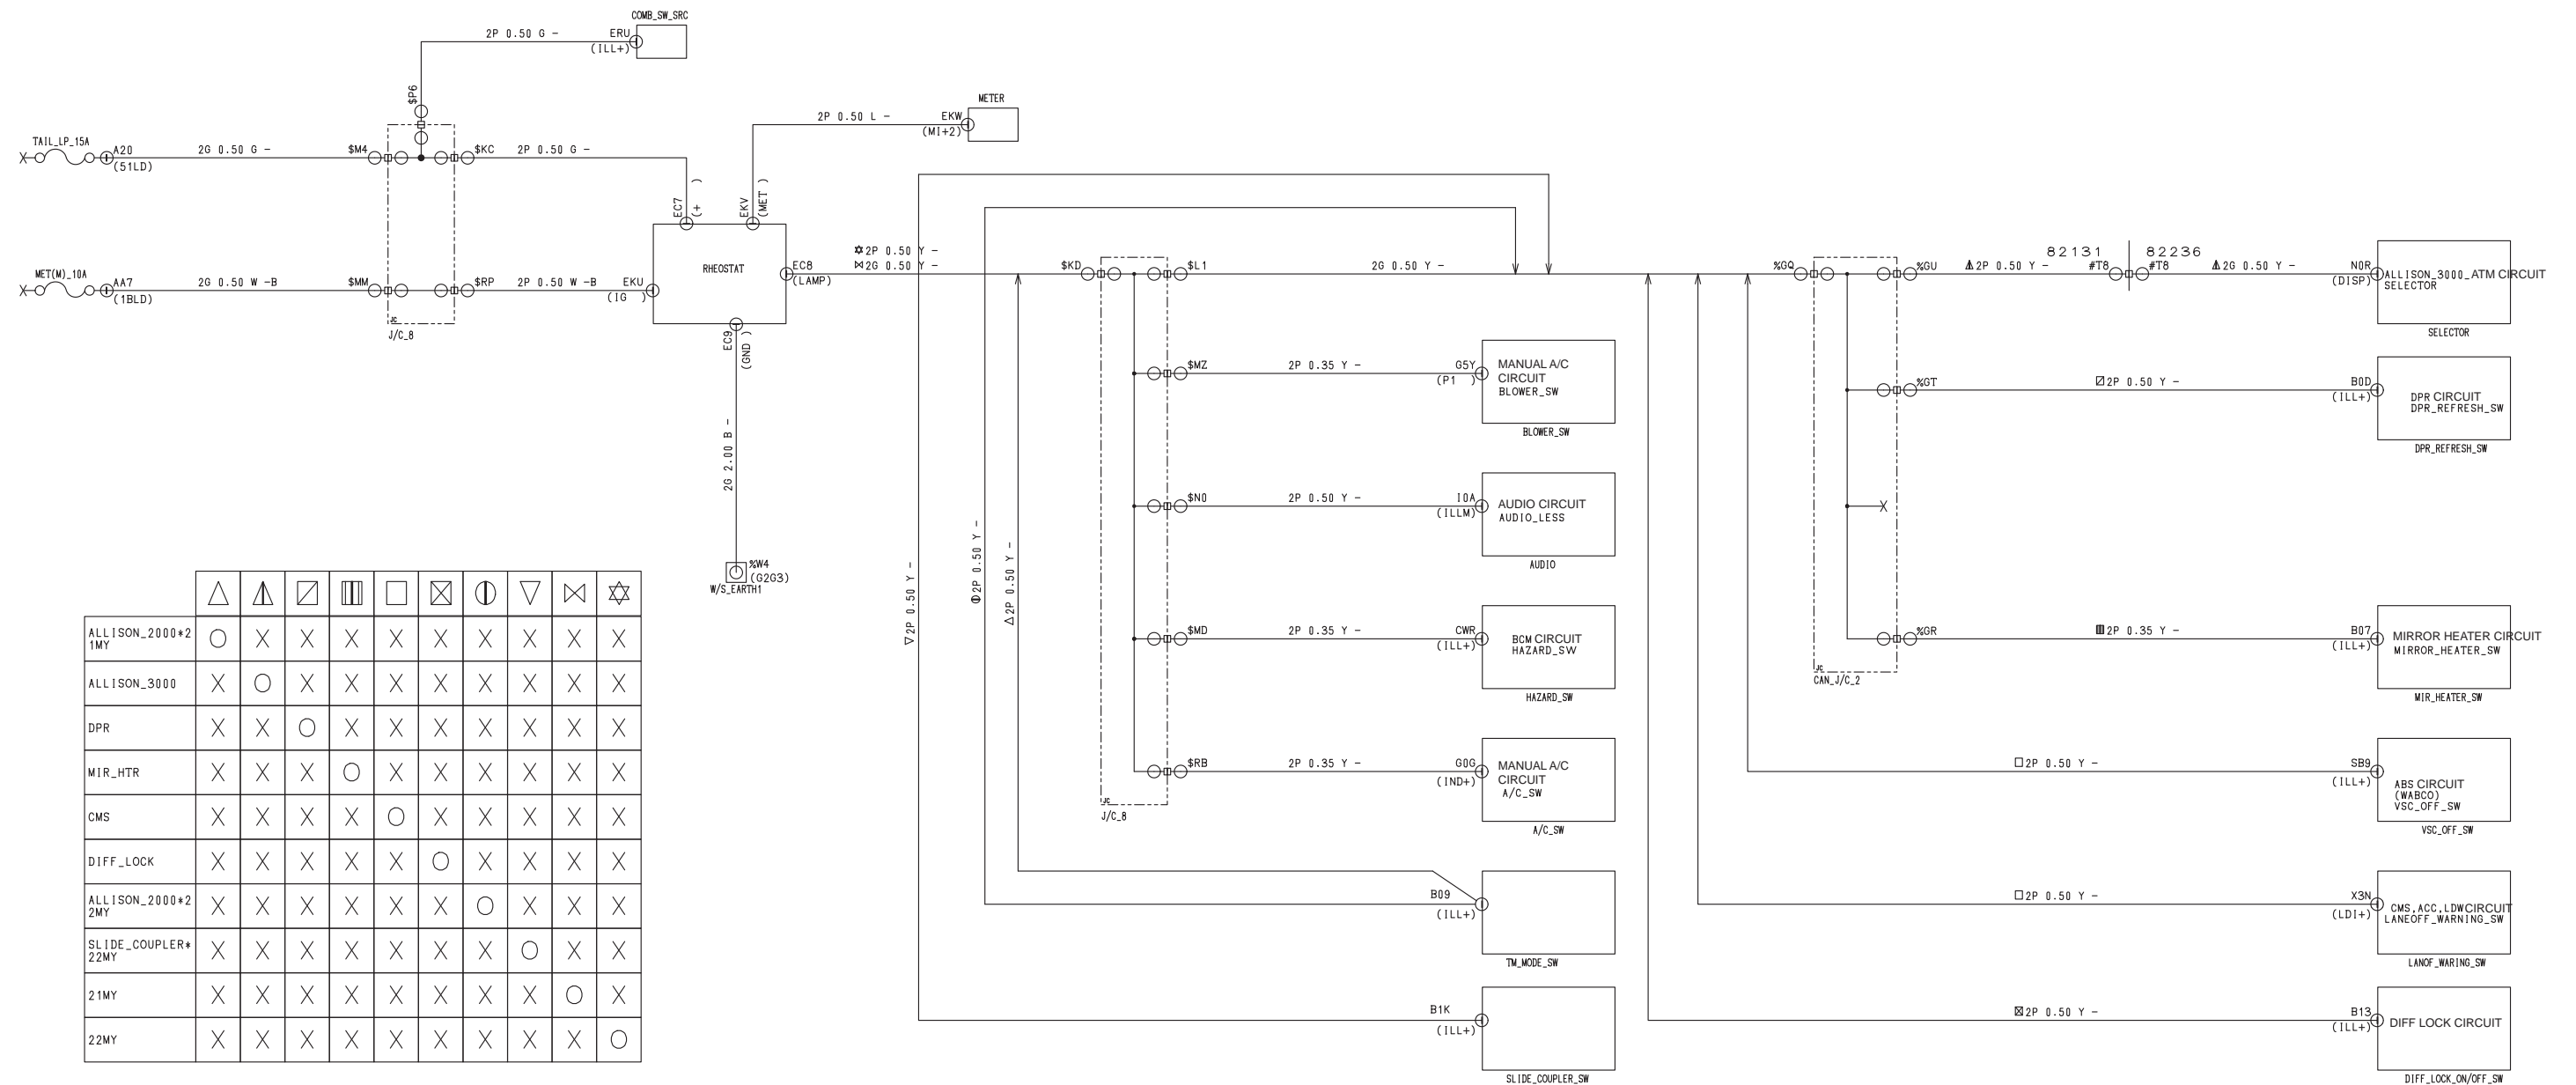 COMB_SW_SRC
2P 0.50 G -
ERU
(ILL+)
$P6
METER
2P 0.50 L -
EKW
(MI+2)
TAIL_LP_15A
A20
(51LD)
2G 0.50 G -
$M4
$KC
2P 0.50 G -
EC7
(+ )
EKV
(MET )
MET(M)_10A
AA7
(1BLD)
2G 0.50 W -B
$MM
$RP
2P 0.50 W -B
EKU
(IG )
JC
J/C_8
RHEOSTAT
EC8
(LAMP)
EC9
(GND )
2G 2.00 B -
%W4
(G2G3)
W/S_EARTH1
2P 0.50 Y -
2G 0.50 Y -
$KD
$L1
2G 0.50 Y -
$MZ
2P 0.35 Y -
G5Y
(P1 )
MANUAL A/C
CIRCUIT
BLOWER_SW
BLOWER_SW
$N0
2P 0.50 Y -
I0A
(ILLM)
AUDIO CIRCUIT
AUDIO_LESS
AUDIO
$MD
2P 0.35 Y -
CWR
(ILL+)
BCM CIRCUIT
HAZARD_SW
HAZARD_SW
$RB
2P 0.35 Y -
G0G
(IND+)
MANUAL A/C
CIRCUIT
A/C_SW
A/C_SW
JC
J/C_8
2P 0.50 Y -
2P 0.50 Y -
2P 0.50 Y -
B09
(ILL+)
TM_MODE_SW
B1K
(ILL+)
SLIDE_COUPLER_SW
%GQ
%GU
2P 0.50 Y -
82131
82236
#T8
#T8
2G 0.50 Y -
N0R
(DISP)
ALLISON_3000_ATM CIRCUIT
SELECTOR
SELECTOR
%GT
2P 0.50 Y -
B0D
(ILL+)
DPR CIRCUIT
DPR_REFRESH_SW
DPR_REFRESH_SW
%GR
2P 0.35 Y -
B07
(ILL+)
MIRROR HEATER CIRCUIT
MIRROR_HEATER_SW
MIR_HEATER_SW
JC
CAN_J/C_2
2P 0.50 Y -
SB9
(ILL+)
ABS CIRCUIT
(WABCO)
VSC_OFF_SW
VSC_OFF_SW
2P 0.50 Y -
X3N
(LDI+)
CMS,ACC,LDWCIRCUIT
LANEOFF_WARNING_SW
LANOF_WARING_SW
2P 0.50 Y -
B13
(ILL+)
DIFF LOCK CIRCUIT
DIFF_LOCK_ON/OFF_SW
ALLISON_2000*2
1MY
O X X X X X X X X X
ALLISON_3000
X O X X X X X X X X
DPR
X X O X X X X X X X
MIR_HTR
X X X O X X X X X X
CMS
X X X X O X X X X X
DIFF_LOCK
X X X X X O X X X X
ALLISON_2000*2
2MY
X X X X X X O X X X
SLIDE_COUPLER*
22MY
X X X X X X X O X X
21MY
X X X X X X X X O X
22MY
X X X X X X X X X O